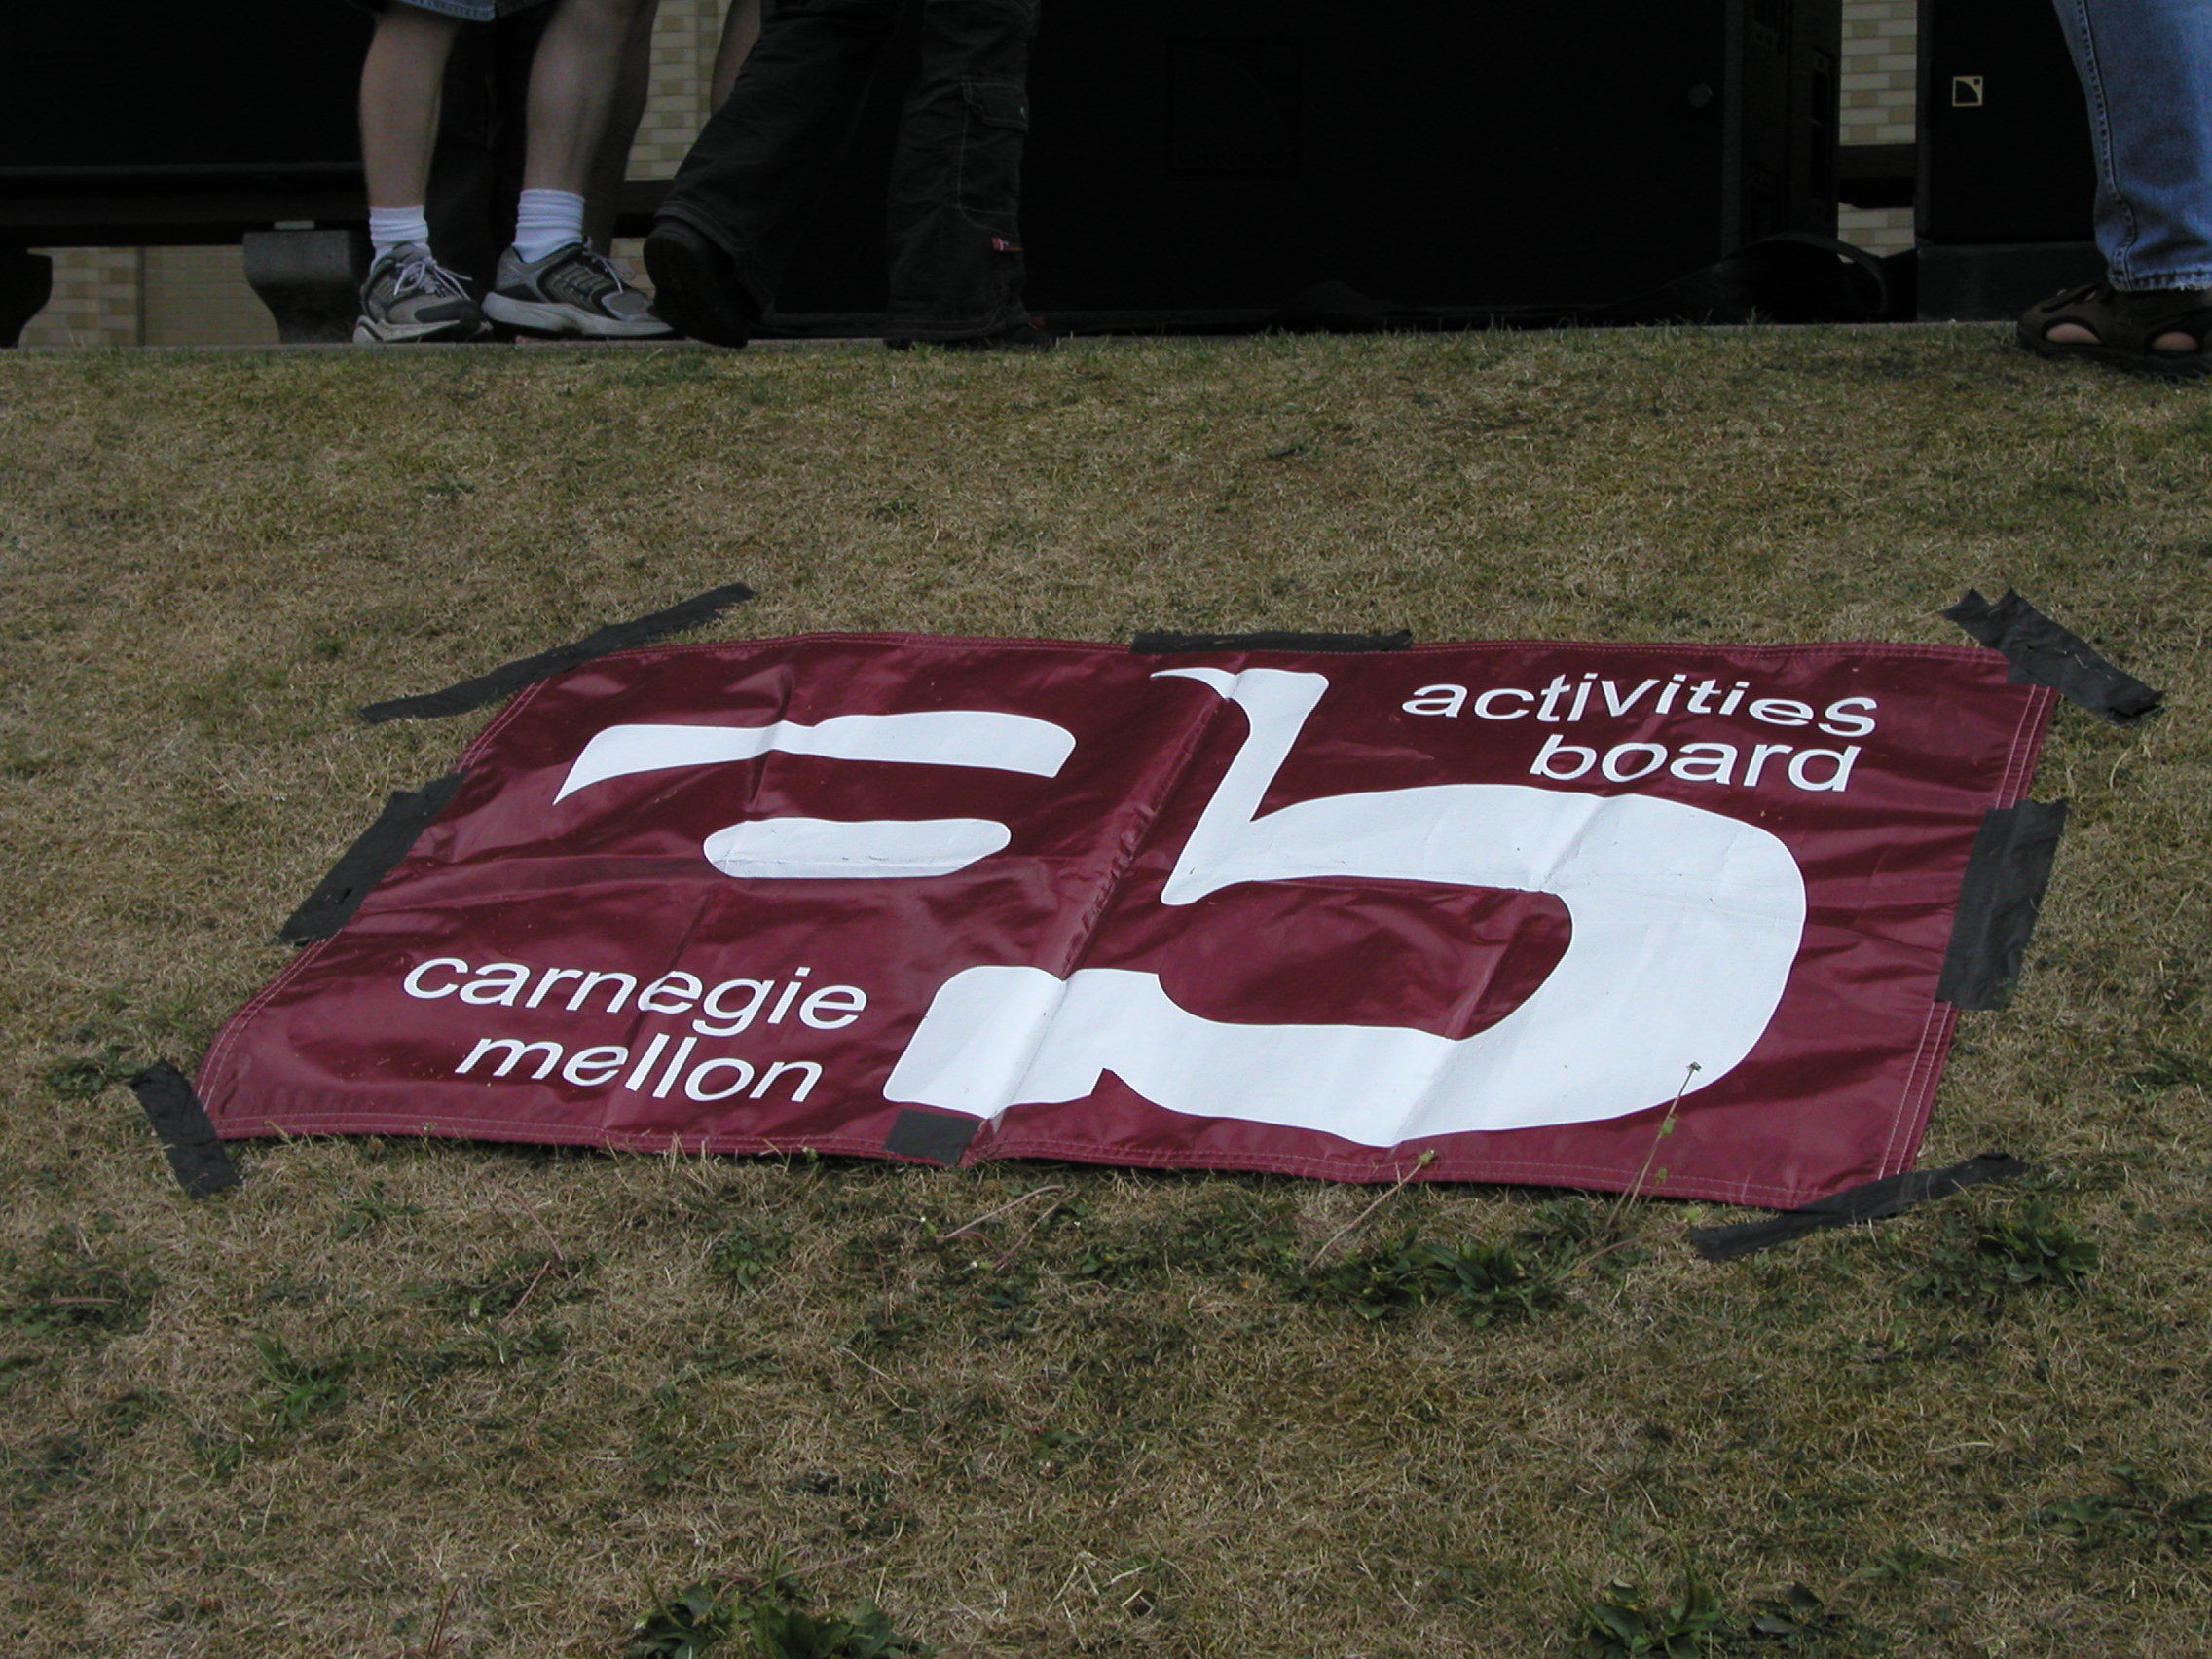 activities
board
ab
carnegie
mellon